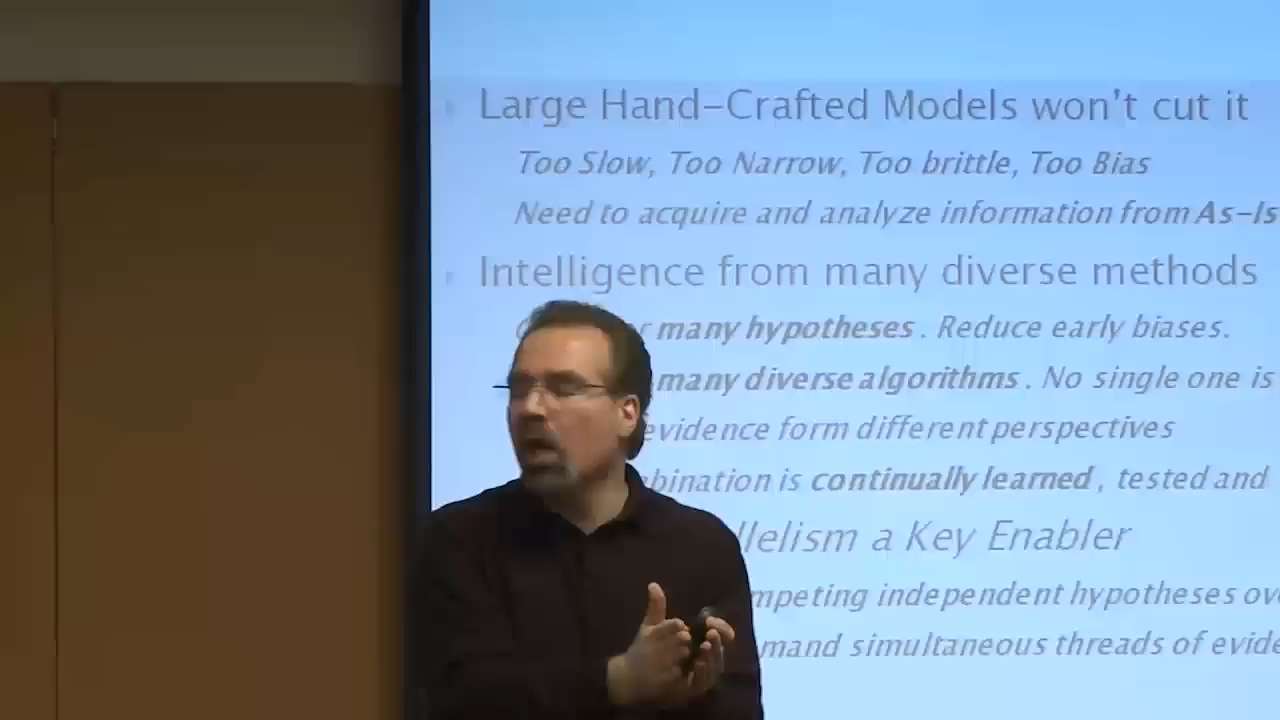 Large Hand-Crafted Models won't cut it
Too Slow, Too Narrow, Too brittle, Too Bias
Need to acquire and analyze information from As-Is
Intelligence from many diverse methods
many hypotheses. Reduce early biases.
many diverse algorithms. No single one is
evidence form different perspectives
bination is continually learned, tested and
llelism a Key Enabler
mpeting independent hypotheses ov
mand simultaneous threads of evide